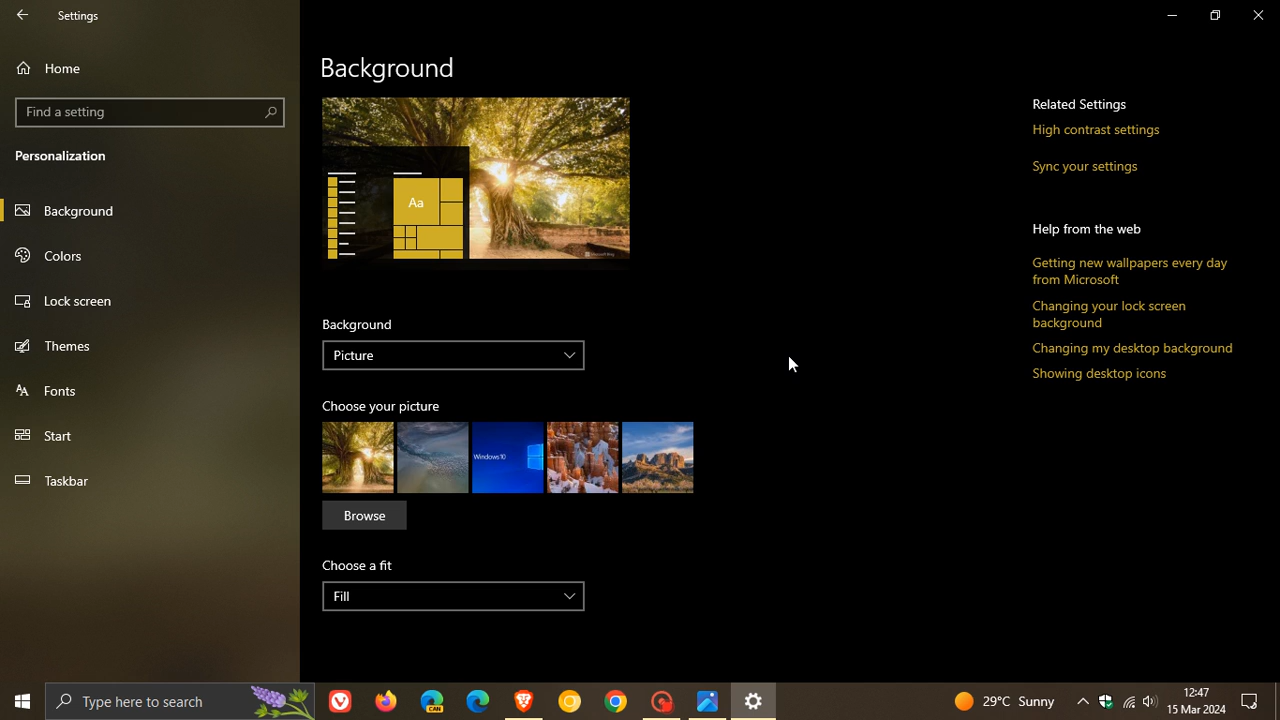 Settings
Home
Find a setting
Personalization
Background
Colors
Lock screen
Themes
Fonts
Start
Taskbar
Background
Aa
Background
Picture
Choose your picture
Windows 10
Browse
Choose a fit
Fill
Related Settings
High contrast settings
Sync your settings
Help from the web
Getting new wallpapers every day
from Microsoft
Changing your lock screen
background
Changing my desktop background
Showing desktop icons
Type here to search
CAN
29°C Sunny
12:47
15 Mar 2024